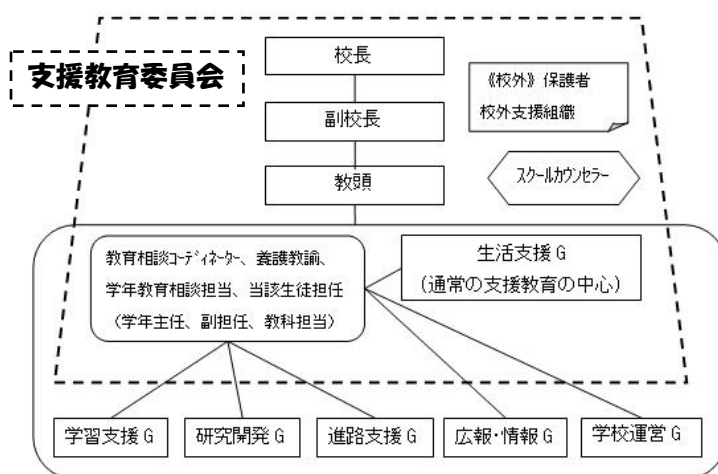 支援教育委員会
校長
《校外》保護者
校外支援組織
副校長
教頭
スクールカウンセラー
教育相談コーディネーター、養護教諭、
学年教育相談担当、当該生徒担任
(学年主任、副担任、教科担当)
生活支援G
(通常の支援教育の中心)
学習支援G
研究開発G
進路支援G
広報・情報G
学校運営G